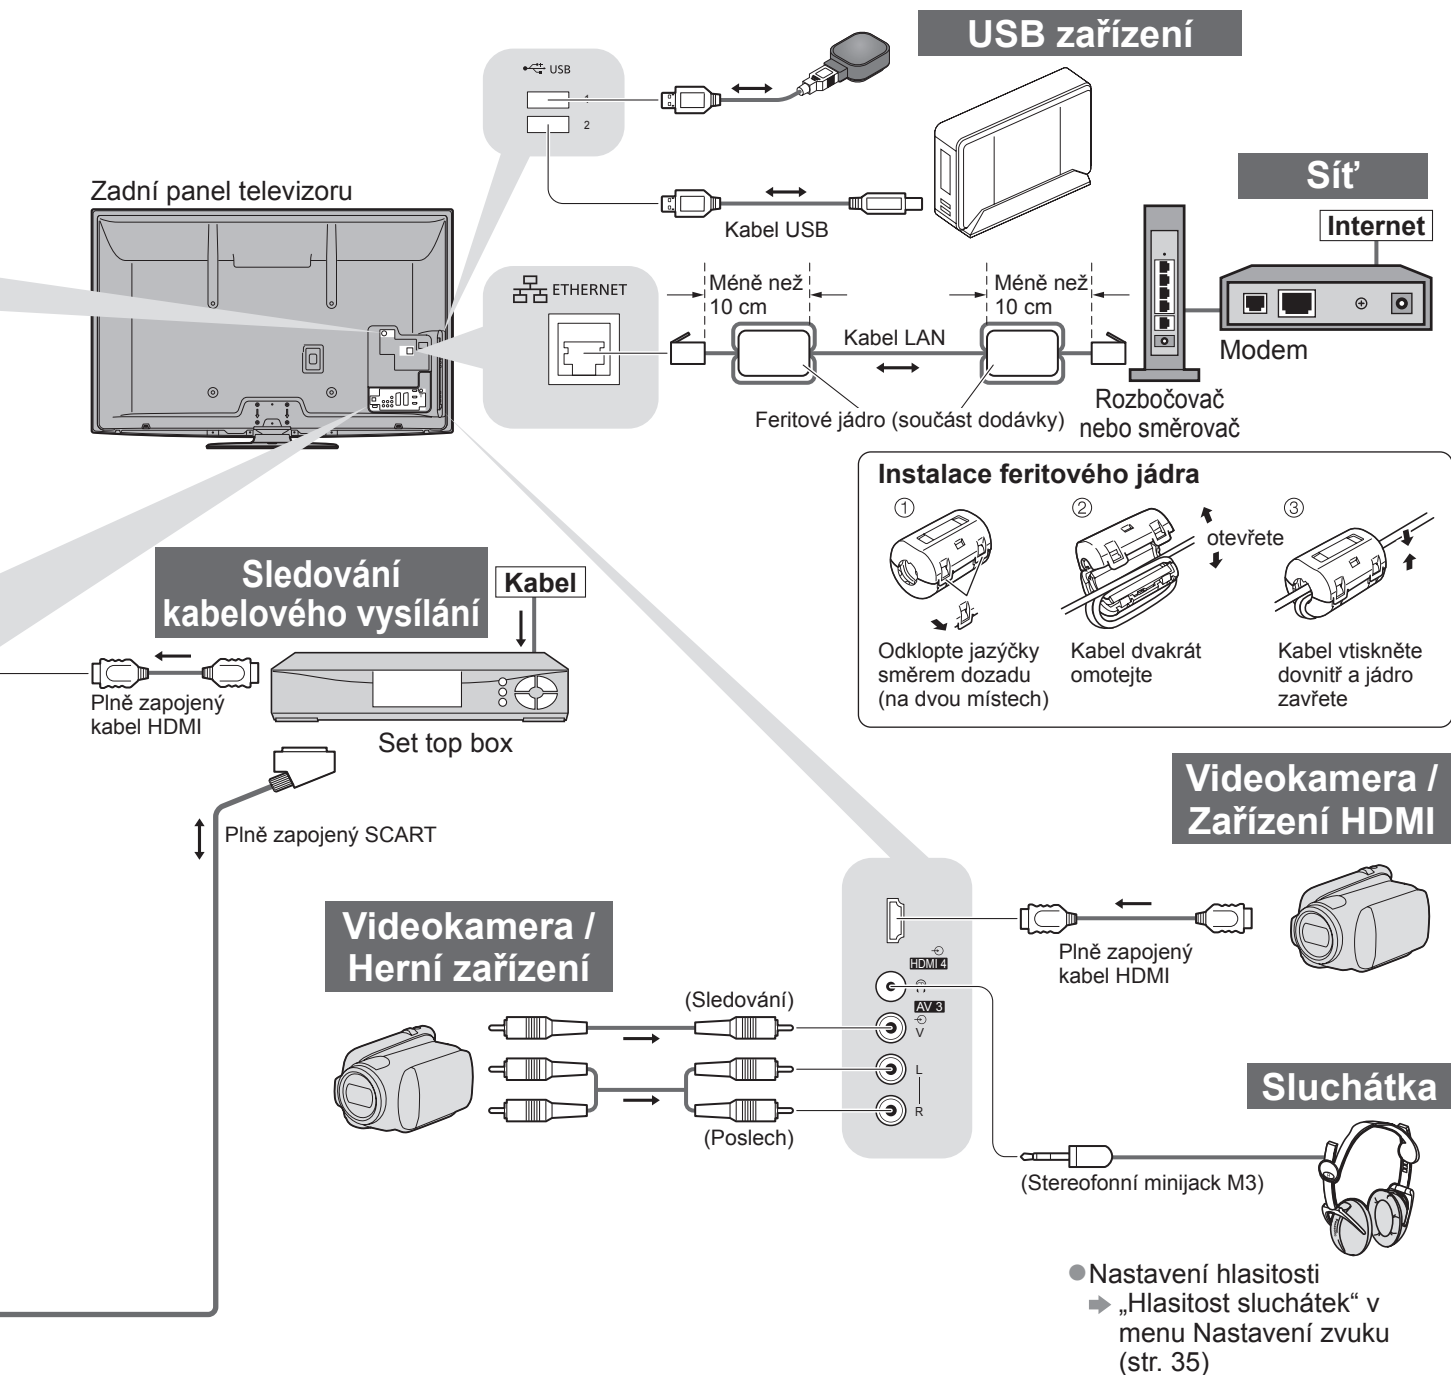 USB zařízení
USB
1
2
Kabel USB
Síť
Internet
Zadní panel televizoru
ETHERNET
Méně než
10 cm
Kabel LAN
Méně než
10 cm
Modem
Feritové jádro (součást dodávky)
Rozbočovač
nebo směrovač
Instalace feritového jádra
①
②
otevřete
③
Odklopte jazýčky
směrem dozadu
(na dvou místech)
Kabel dvakrát
omotejte
Kabel vtiskněte
dovnitř a jádro
zavřete
Sledování
kabelového vysílání
Kabel
Plně zapojený
kabel HDMI
Set top box
Plně zapojený SCART
Videokamera /
Zařízení HDMI
Plně zapojený
kabel HDMI
Videokamera /
Herní zařízení
(Sledování)
(Poslech)
HDMI 4
AV 3
V
L
R
Sluchátka
(Stereofonní minijack M3)
●Nastavení hlasitosti
➡ „Hlasitost sluchátek“ v
menu Nastavení zvuku
(str. 35)